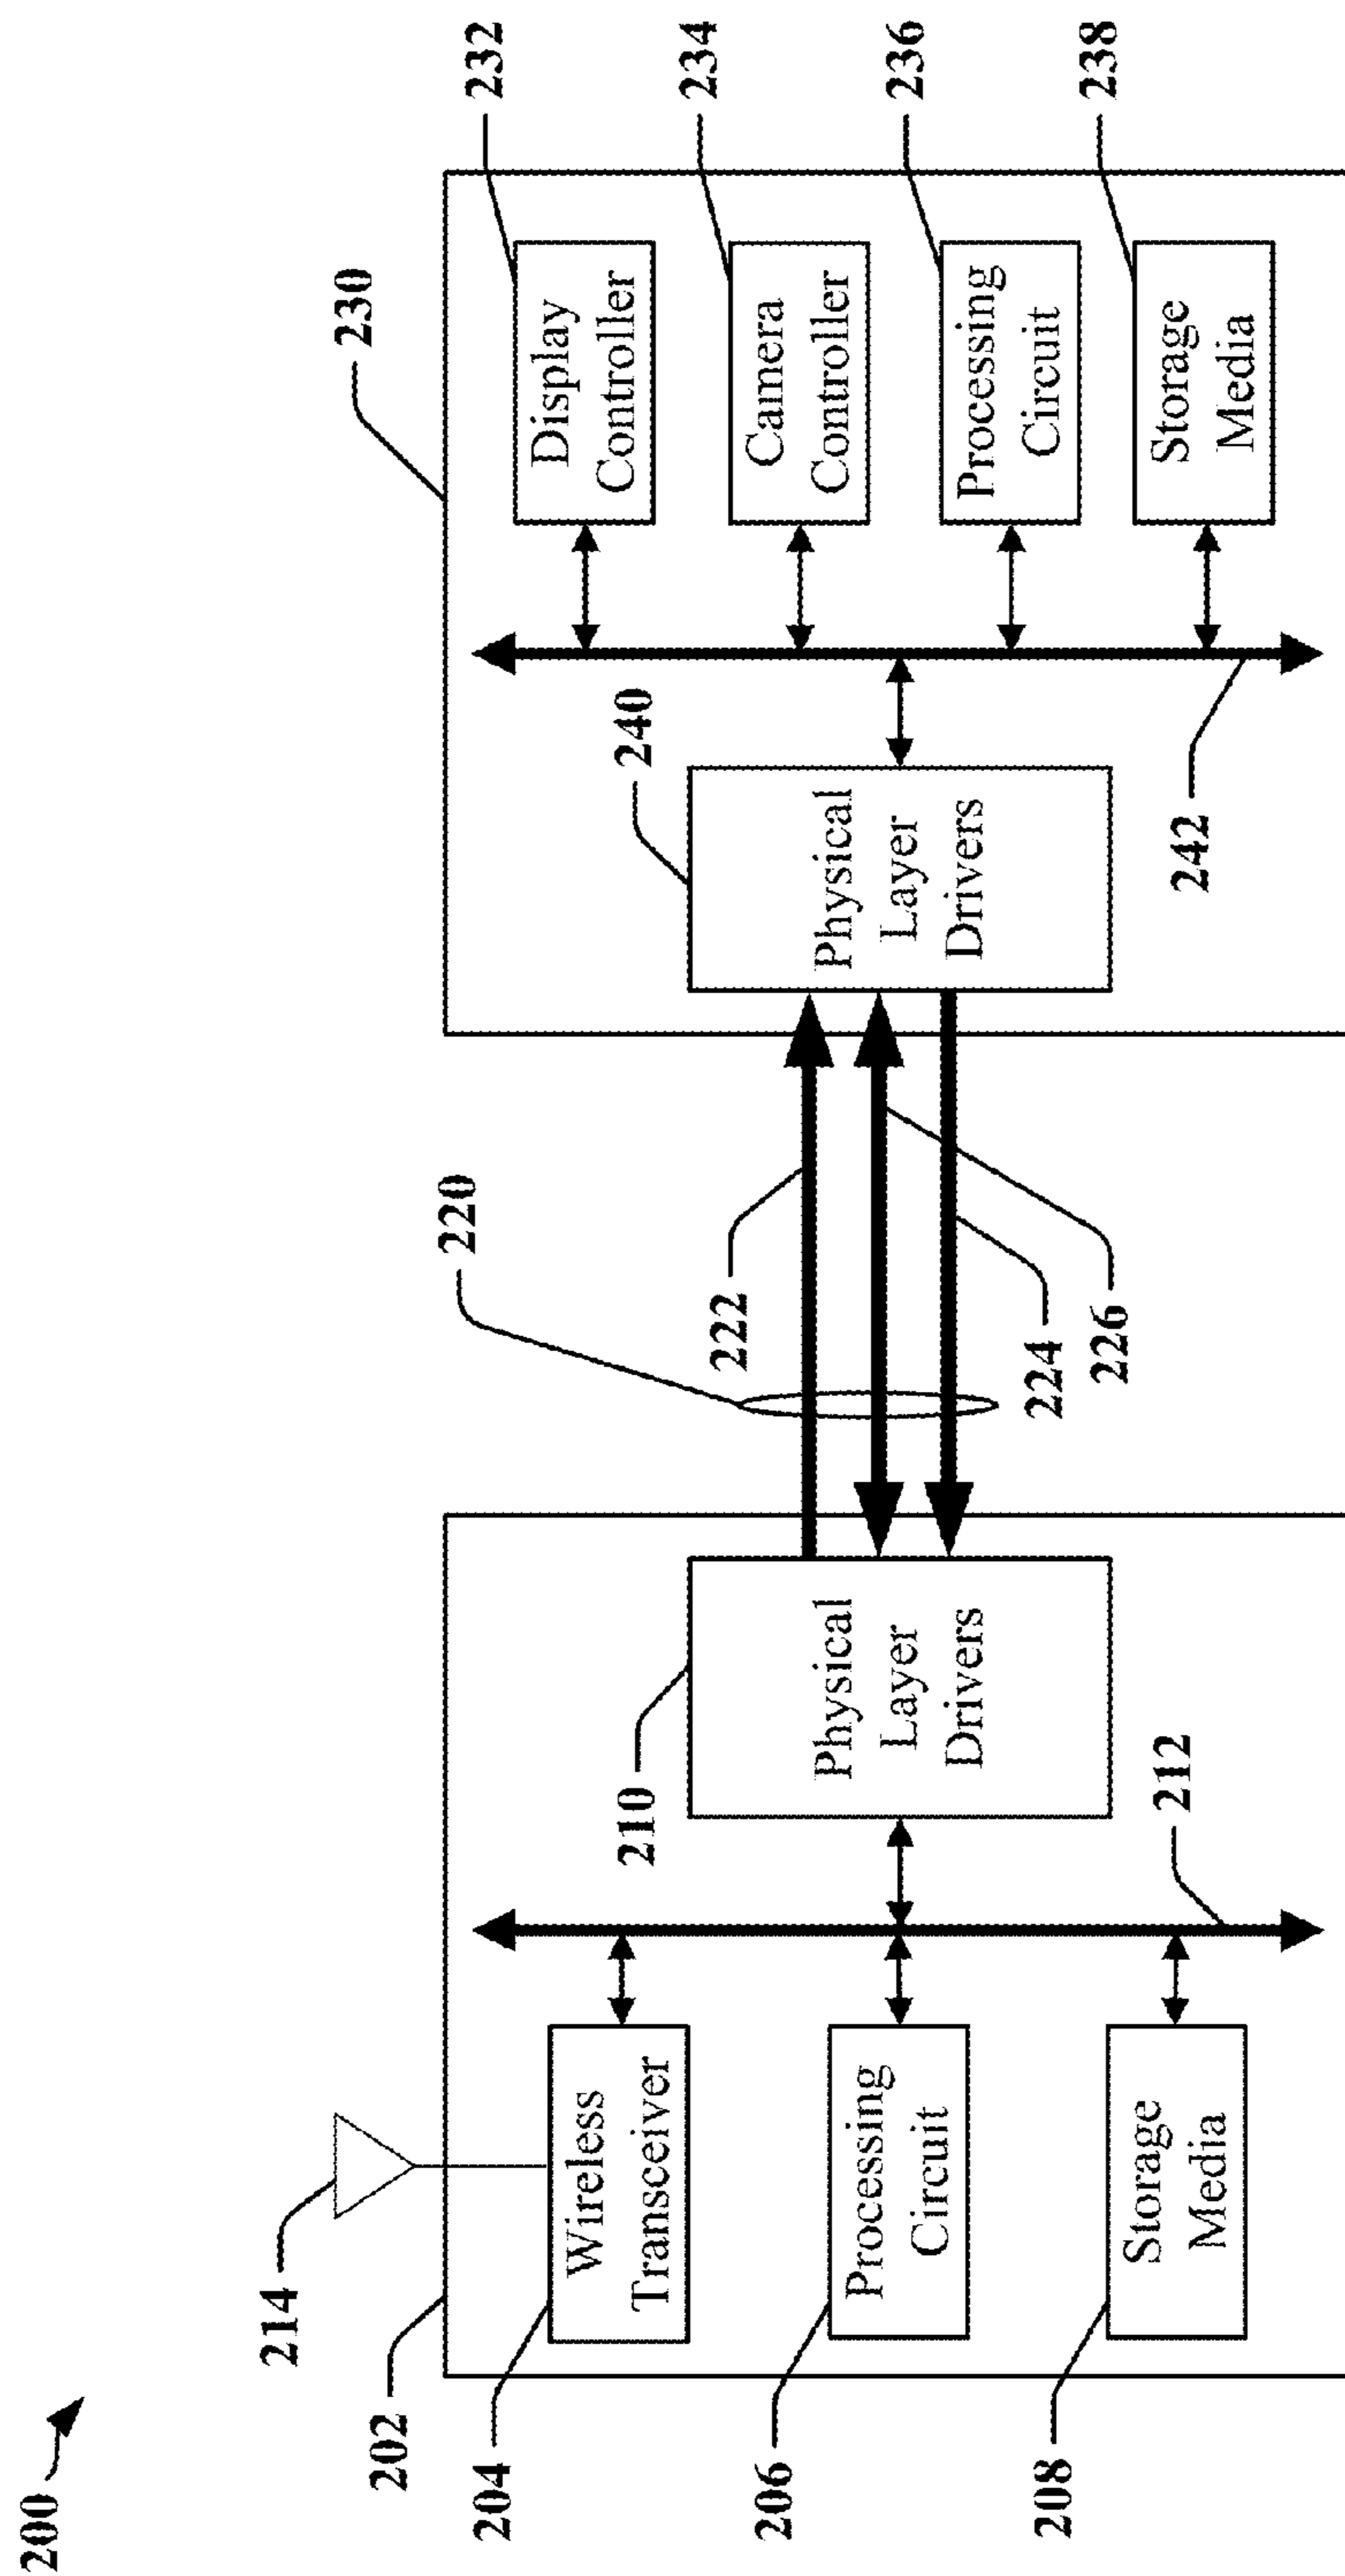 200
214
202
204
Wireless
Transceiver
206
Processing
Circuit
208
Storage
Media
212
210
Physical
Layer
Drivers
220
222
224
226
230
240
Physical
Layer
Drivers
242
232
Display
Controller
234
Camera
Controller
236
Processing
Circuit
238
Storage
Media